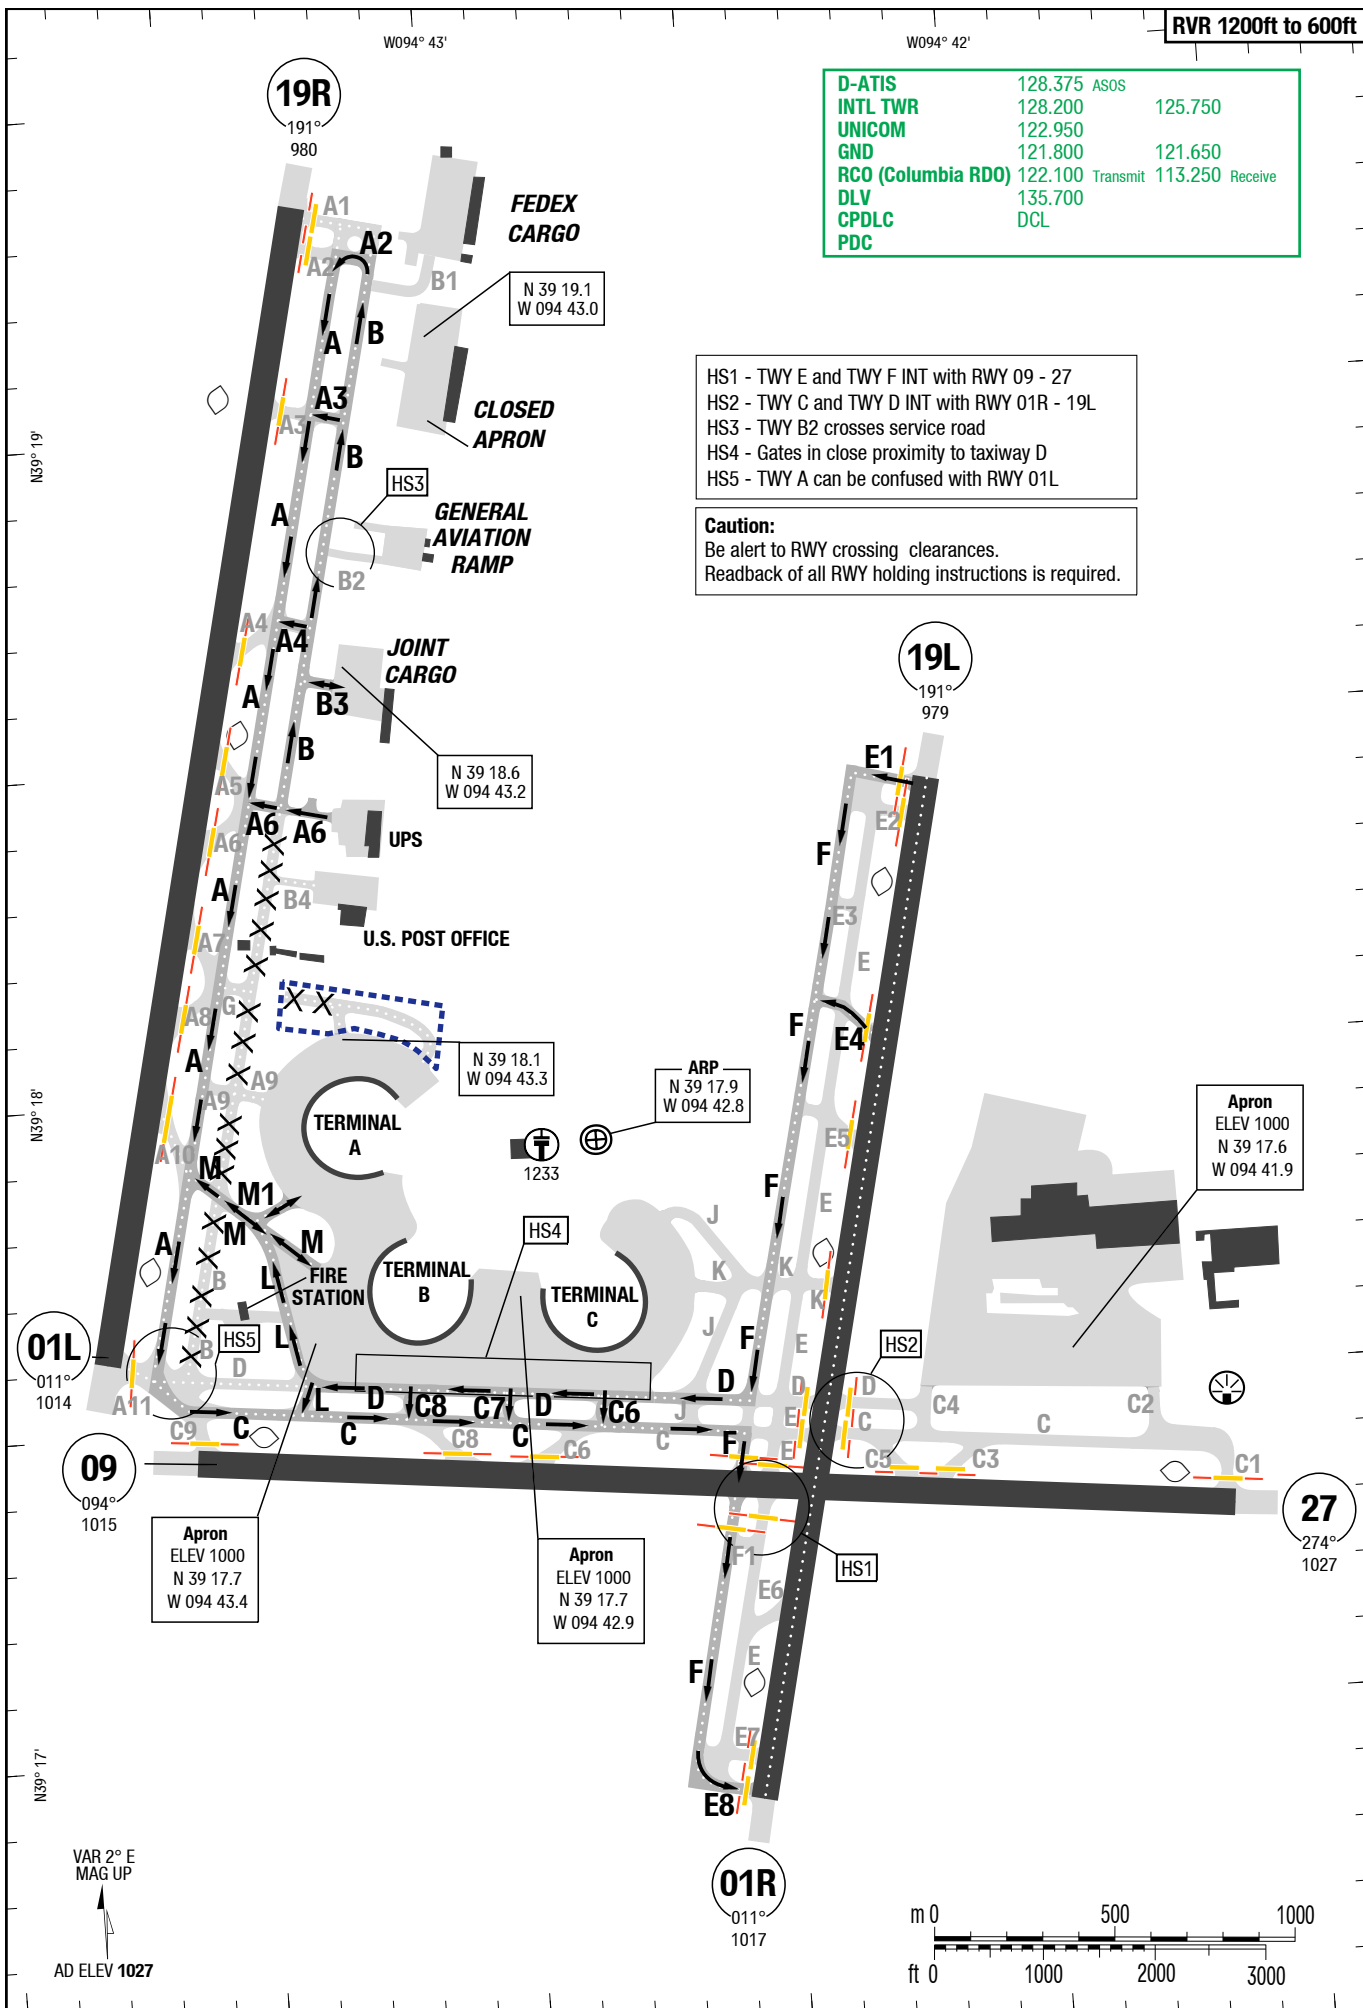 RVR 1200ft to 600ft
W094° 43'
W094° 42'
D-ATIS 128.375 ASOS
INTL TWR 128.200 125.750
UNICOM 122.950
GND 121.800 121.650
RCO (Columbia RDO) 122.100 Transmit 113.250 Receive
DLV 135.700
CPDLC DCL
PDC
19R
191°
980
A1
A2
A2
B1
FEDEX
CARGO
N 39 19.1
W 094 43.0
A
B
A3
A3
CLOSED
APRON
B
N39° 19'
HS1 - TWY E and TWY F INT with RWY 09 - 27
HS2 - TWY C and TWY D INT with RWY 01R - 19L
HS3 - TWY B2 crosses service road
HS4 - Gates in close proximity to taxiway D
HS5 - TWY A can be confused with RWY 01L
Caution:
Be alert to RWY crossing clearances.
Readback of all RWY holding instructions is required.
HS3
A
GENERAL
AVIATION
RAMP
B2
A4
A4
JOINT
CARGO
A
B3
B
N 39 18.6
W 094 43.2
19L
191°
979
E1
E2
A5
A6
A6
A6
UPS
F
A
B4
E3
A7
U.S. POST OFFICE
E
G
A8
F
E4
N 39 18.1
W 094 43.3
A
A9
A9
ARP
N 39 17.9
W 094 42.8
N39° 18'
TERMINAL
A
1233
E5
Apron
ELEV 1000
N 39 17.6
W 094 41.9
A10
M
M1
M
M
F
E
J
HS4
A
K
K
K
B
L
FIRE
STATION
TERMINAL
B
TERMINAL
C
01L
011°
1014
HS5
B
D
L
J
E
F
HS2
A11
L
D
C8
C7
D
C6
D
D
D
C4
C2
C9
C
C
C8
C
C6
C
J
F
E
E
C
C5
C
C3
C1
09
094°
1015
27
274°
1027
Apron
ELEV 1000
N 39 17.7
W 094 43.4
Apron
ELEV 1000
N 39 17.7
W 094 42.9
F1
HS1
E6
E
F
E7
N39° 17'
E8
01R
011°
1017
VAR 2° E
MAG UP
AD ELEV 1027
m 0 500 1000
ft 0 1000 2000 3000